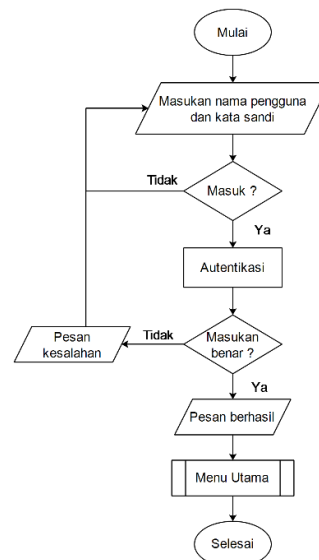 Mulai
Masukan nama pengguna
dan kata sandi
Tidak
Masuk ?
Ya
Autentikasi
Pesan
kesalahan
Tidak
Masukan
benar ?
Ya
Pesan berhasil
Menu Utama
Selesai